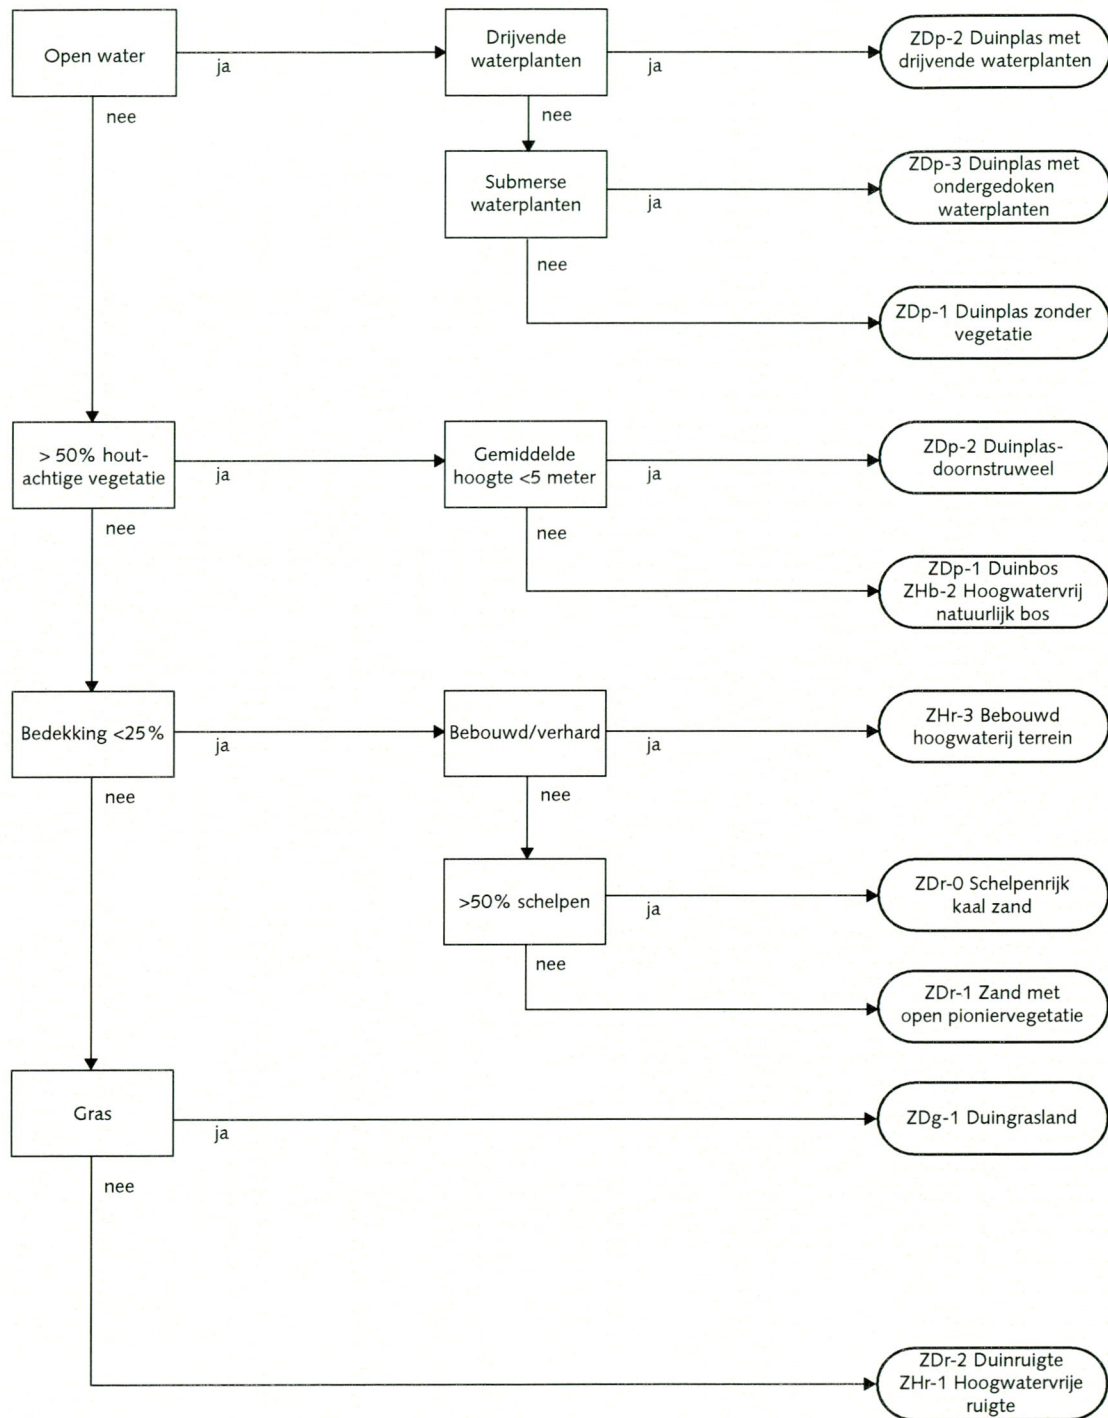 Open water
ja
Drijvende
waterplanten
ja
ZDp-2 Duinplas met
drijvende waterplanten
nee
nee
Submerse
waterplanten
ja
ZDp-3 Duinplas met
ondergedoken
waterplanten
nee
ZDp-1 Duinplas zonder
vegetatie
> 50% hout-
achtige vegetatie
ja
Gemiddelde
hoogte <5 meter
ja
ZDp-2 Duinplas-
doornstruweel
nee
nee
ZDp-1 Duinbos
ZHb-2 Hoogwatervrij
natuurlijk bos
Bedekking <25%
ja
Bebouwd/verhard
ja
ZHr-3 Bebouwd
hoogwaterij terrein
nee
nee
>50% schelpen
ja
ZDr-0 Schelpenrijk
kaal zand
nee
ZDr-1 Zand met
open pioniervegetatie
Gras
ja
ZDg-1 Duingrasland
nee
ZDr-2 Duinruigte
ZHr-1 Hoogwatervrije
ruigte